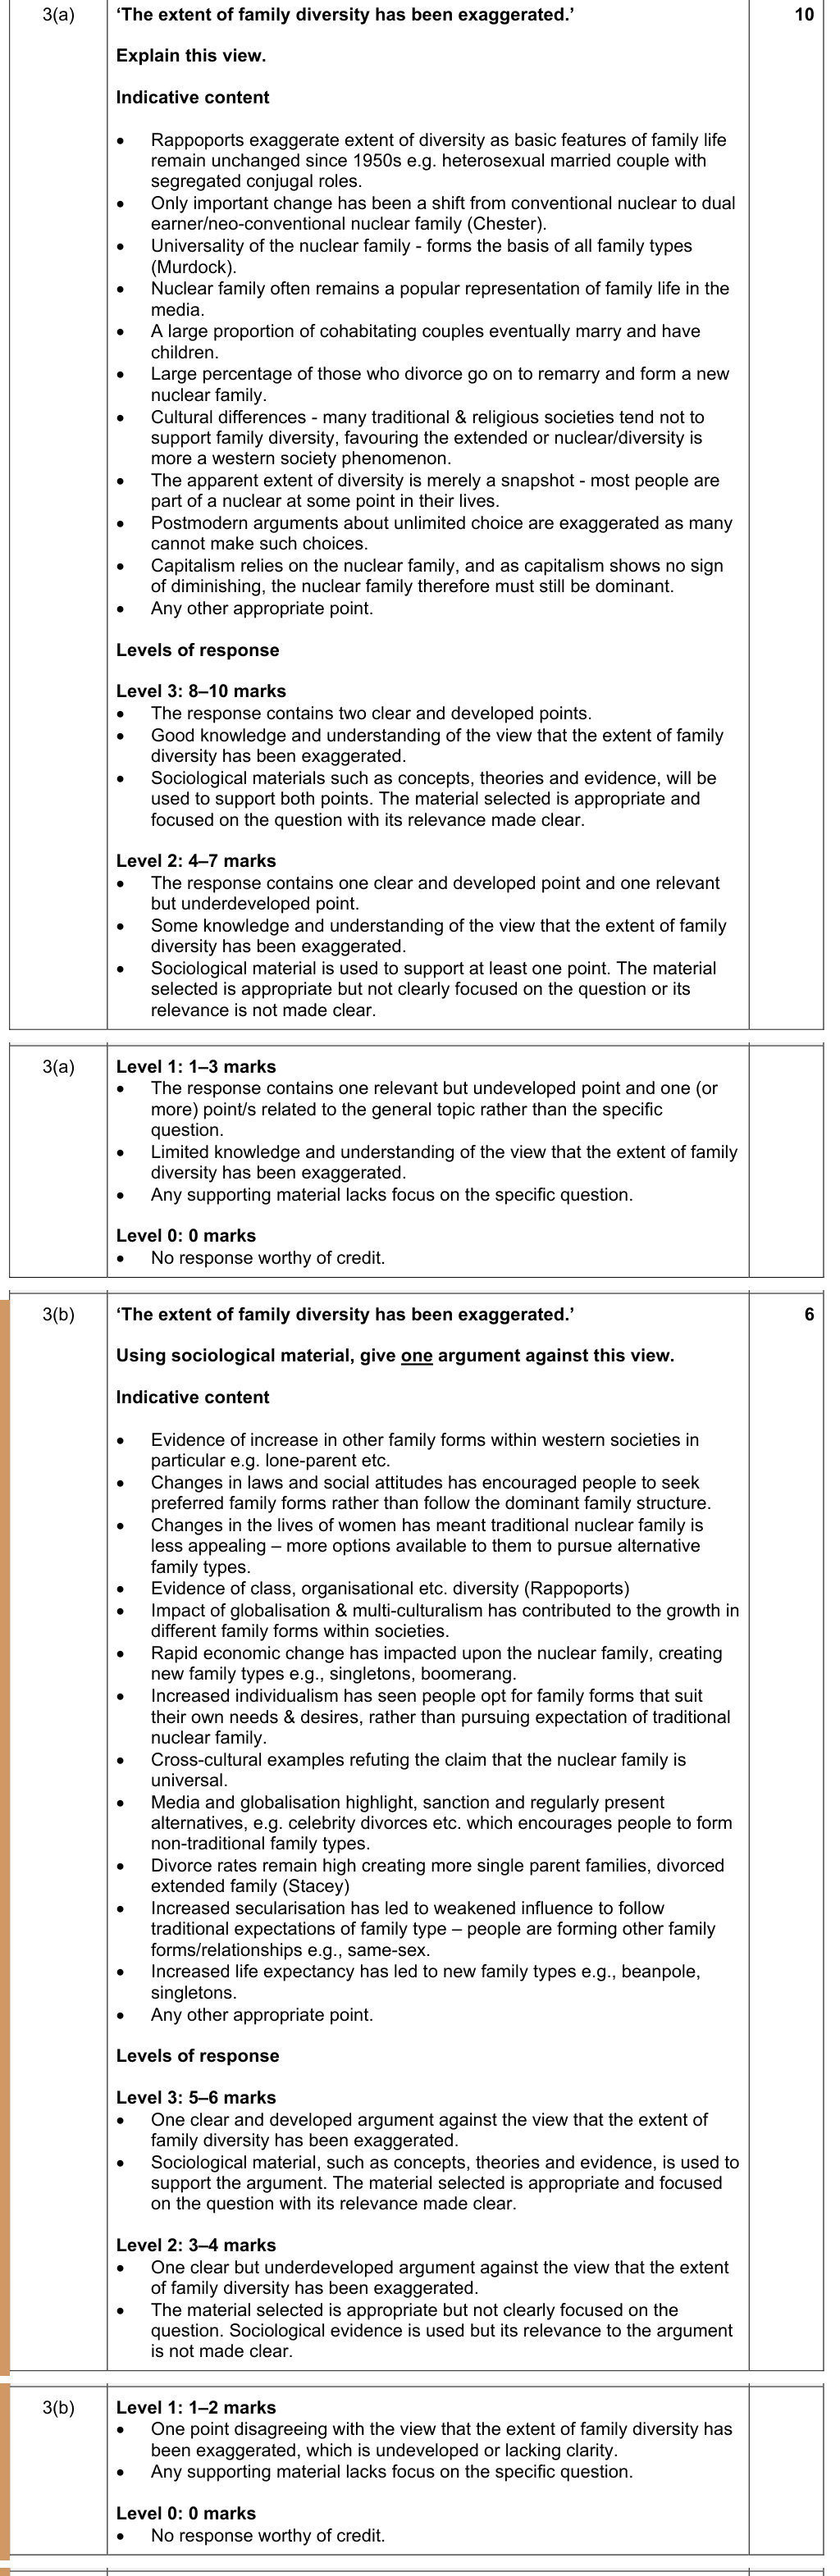 3(a) ‘The extent of family diversity has been exaggerated.’ 10
Explain this view.
Indicative content
• Rappoports exaggerate extent of diversity as basic features of family life
remain unchanged since 1950s e.g. heterosexual married couple with
segregated conjugal roles.
• Only important change has been a shift from conventional nuclear to dual
earner/neo-conventional nuclear family (Chester).
• Universality of the nuclear family - forms the basis of all family types
(Murdock).
• Nuclear family often remains a popular representation of family life in the
media.
• A large proportion of cohabitating couples eventually marry and have
children.
• Large percentage of those who divorce go on to remarry and form a new
nuclear family.
• Cultural differences - many traditional & religious societies tend not to
support family diversity, favouring the extended or nuclear/diversity is
more a western society phenomenon.
• The apparent extent of diversity is merely a snapshot - most people are
part of a nuclear at some point in their lives.
• Postmodern arguments about unlimited choice are exaggerated as many
cannot make such choices.
• Capitalism relies on the nuclear family, and as capitalism shows no sign
of diminishing, the nuclear family therefore must still be dominant.
• Any other appropriate point.
Levels of response
Level 3: 8–10 marks
• The response contains two clear and developed points.
• Good knowledge and understanding of the view that the extent of family
diversity has been exaggerated.
• Sociological materials such as concepts, theories and evidence, will be
used to support both points. The material selected is appropriate and
focused on the question with its relevance made clear.
Level 2: 4–7 marks
• The response contains one clear and developed point and one relevant
but underdeveloped point.
• Some knowledge and understanding of the view that the extent of family
diversity has been exaggerated.
• Sociological material is used to support at least one point. The material
selected is appropriate but not clearly focused on the question or its
relevance is not made clear.
3(a) Level 1: 1–3 marks
• The response contains one relevant but undeveloped point and one (or
more) point/s related to the general topic rather than the specific
question.
• Limited knowledge and understanding of the view that the extent of family
diversity has been exaggerated.
• Any supporting material lacks focus on the specific question.
Level 0: 0 marks
• No response worthy of credit.
3(b) ‘The extent of family diversity has been exaggerated.’ 6
Using sociological material, give one argument against this view.
Indicative content
• Evidence of increase in other family forms within western societies in
particular e.g. lone-parent etc.
• Changes in laws and social attitudes has encouraged people to seek
preferred family forms rather than follow the dominant family structure.
• Changes in the lives of women has meant traditional nuclear family is
less appealing – more options available to them to pursue alternative
family types.
• Evidence of class, organisational etc. diversity (Rappoports)
• Impact of globalisation & multi-culturalism has contributed to the growth in
different family forms within societies.
• Rapid economic change has impacted upon the nuclear family, creating
new family types e.g., singletons, boomerang.
• Increased individualism has seen people opt for family forms that suit
their own needs & desires, rather than pursuing expectation of traditional
nuclear family.
• Cross-cultural examples refuting the claim that the nuclear family is
universal.
• Media and globalisation highlight, sanction and regularly present
alternatives, e.g. celebrity divorces etc. which encourages people to form
non-traditional family types.
• Divorce rates remain high creating more single parent families, divorced
extended family (Stacey)
• Increased secularisation has led to weakened influence to follow
traditional expectations of family type – people are forming other family
forms/relationships e.g., same-sex.
• Increased life expectancy has led to new family types e.g., beanpole,
singletons.
• Any other appropriate point.
Levels of response
Level 3: 5–6 marks
• One clear and developed argument against the view that the extent of
family diversity has been exaggerated.
• Sociological material, such as concepts, theories and evidence, is used to
support the argument. The material selected is appropriate and focused
on the question with its relevance made clear.
Level 2: 3–4 marks
• One clear but underdeveloped argument against the view that the extent
of family diversity has been exaggerated.
• The material selected is appropriate but not clearly focused on the
question. Sociological evidence is used but its relevance to the argument
is not made clear.
3(b) Level 1: 1–2 marks
• One point disagreeing with the view that the extent of family diversity has
been exaggerated, which is undeveloped or lacking clarity.
• Any supporting material lacks focus on the specific question.
Level 0: 0 marks
• No response worthy of credit.